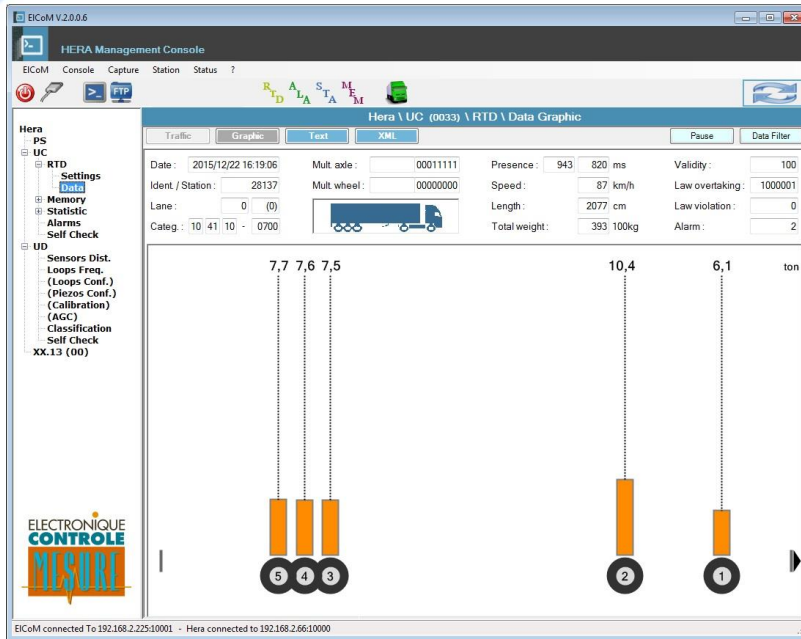 EICoM V.2.0.0.6
HERA Management Console
EICoM Console Capture Station Status ?
FTP RTD ALA STA MEM
Hera \ UC (0033) \ RTD \ Data Graphic
Traffic Graphic Text XML Pause Data Filter
Hera
PS
UC
RTD
Settings
Data
Memory
Statistic
Alarms
Self Check
UD
Sensors Dist.
Loops Freq.
(Loops Conf.)
(Piezos Conf.)
(Calibration)
(AGC)
Classification
Self Check
XX.13 (00)
Date : 2015/12/22 16:19:06 Mult. axle : 00011111 Presence : 943 820 ms Validity : 100
Ident / Station : 28137 Mult. wheel : 00000000 Speed : 87 km/h Law overtaking : 1000001
Lane : 0 (0) Length : 2077 cm Law violation : 0
Categ. : 10 41 10 - 0700 Total weight : 393 100kg Alarm : 2
7,7 7,6 7,5 10,4 6,1 ton
5 4 3 2 1
ELECTRONIQUE
CONTROLE
MESURE
EICoM connected To 192.168.2.225:10001 - Hera connected to 192.168.2.66:10000